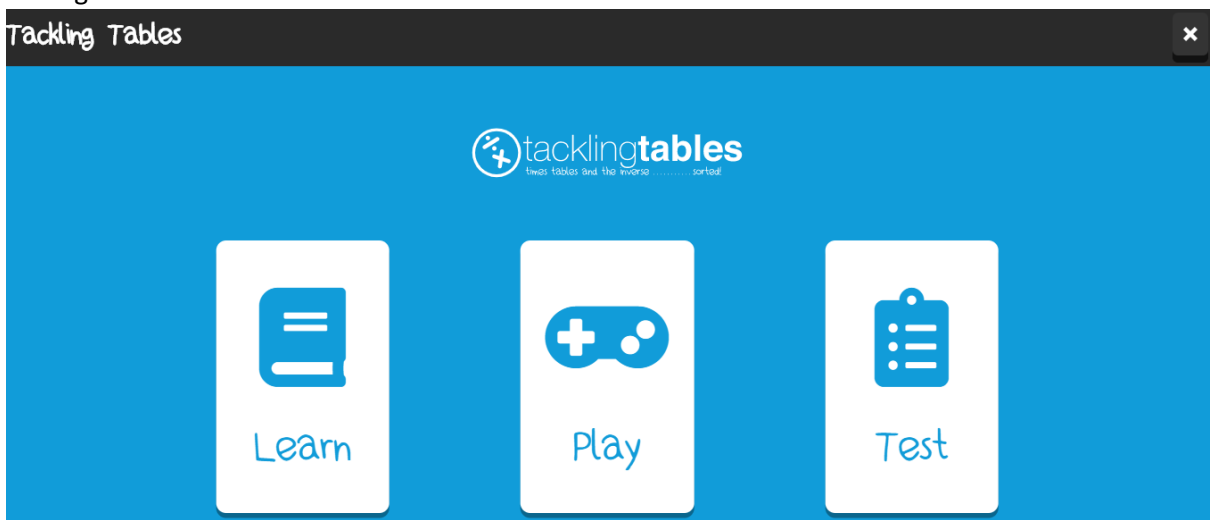 Tackling Tables
tacklingtables
times tables and the inverse ........... sorted!
Learn
Play
Test